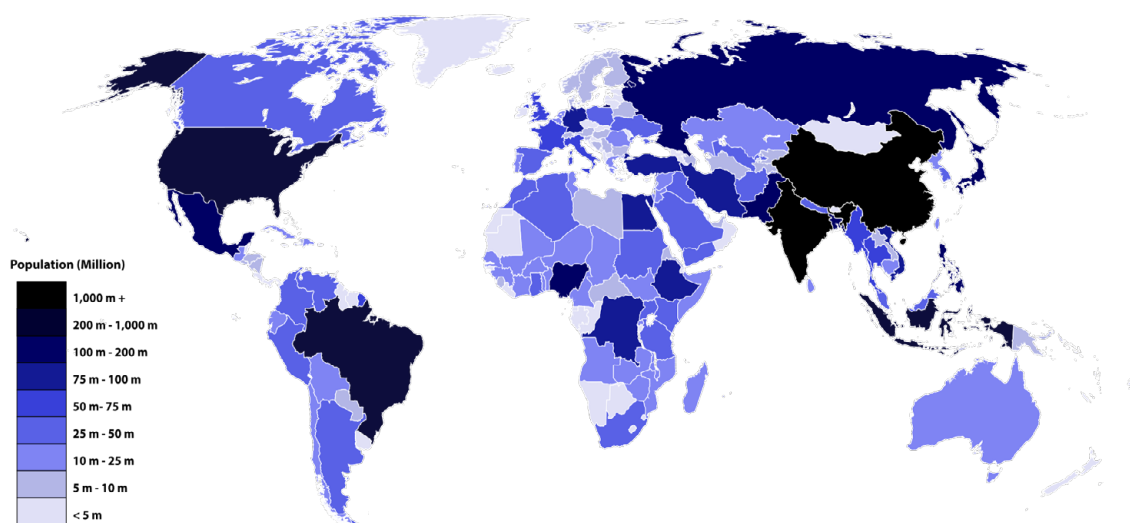 Population (Million)
1,000 m +
200 m - 1,000 m
100 m - 200 m
75 m - 100 m
50 m- 75 m
25 m - 50 m
10 m - 25 m
5 m - 10 m
< 5 m